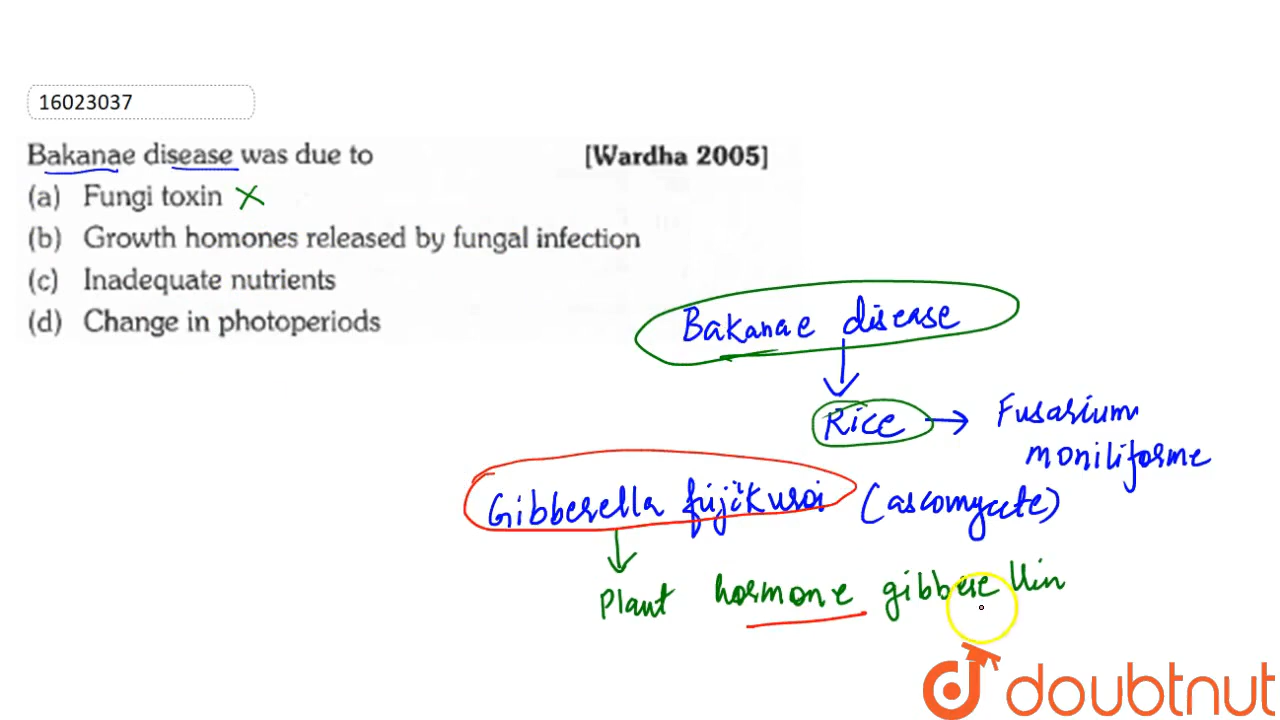 16023037
Bakanae disease was due to [Wardha 2005]
(a) Fungi toxin
(b) Growth homones released by fungal infection
(c) Inadequate nutrients
(d) Change in photoperiods
Bakanae disease
Rice → Fusarium
moniliforme
Gibberella fujikuroi (ascomycete)
Plant hormone gibberellin
doubtnut